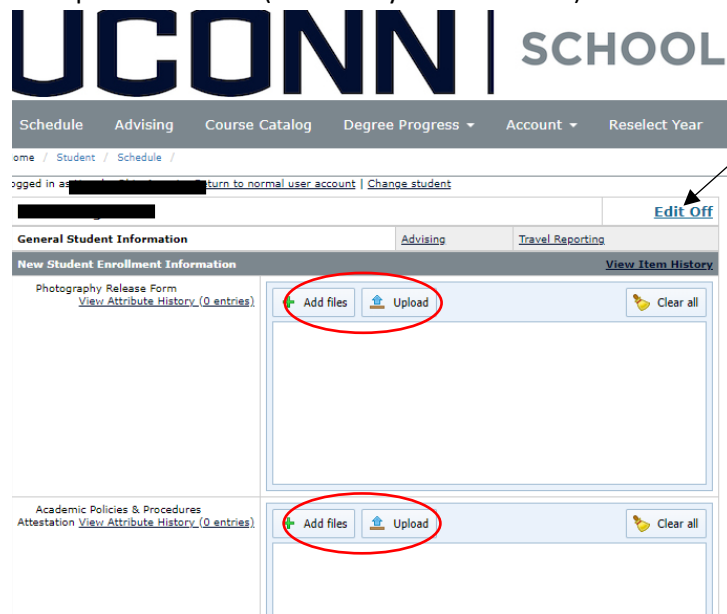 UCONN | SCHOOL
Schedule Advising Course Catalog Degree Progress Account Reselect Year
ome / Student / Schedule /
ogged in as eturn to normal user account | Change student
Edit Off
General Student Information Advising Travel Reporting
New Student Enrollment Information View Item History
Photography Release Form
View Attribute History (0 entries)
Add files Upload Clear all
Academic Policies & Procedures
Attestation View Attribute History (0 entries)
Add files Upload Clear all